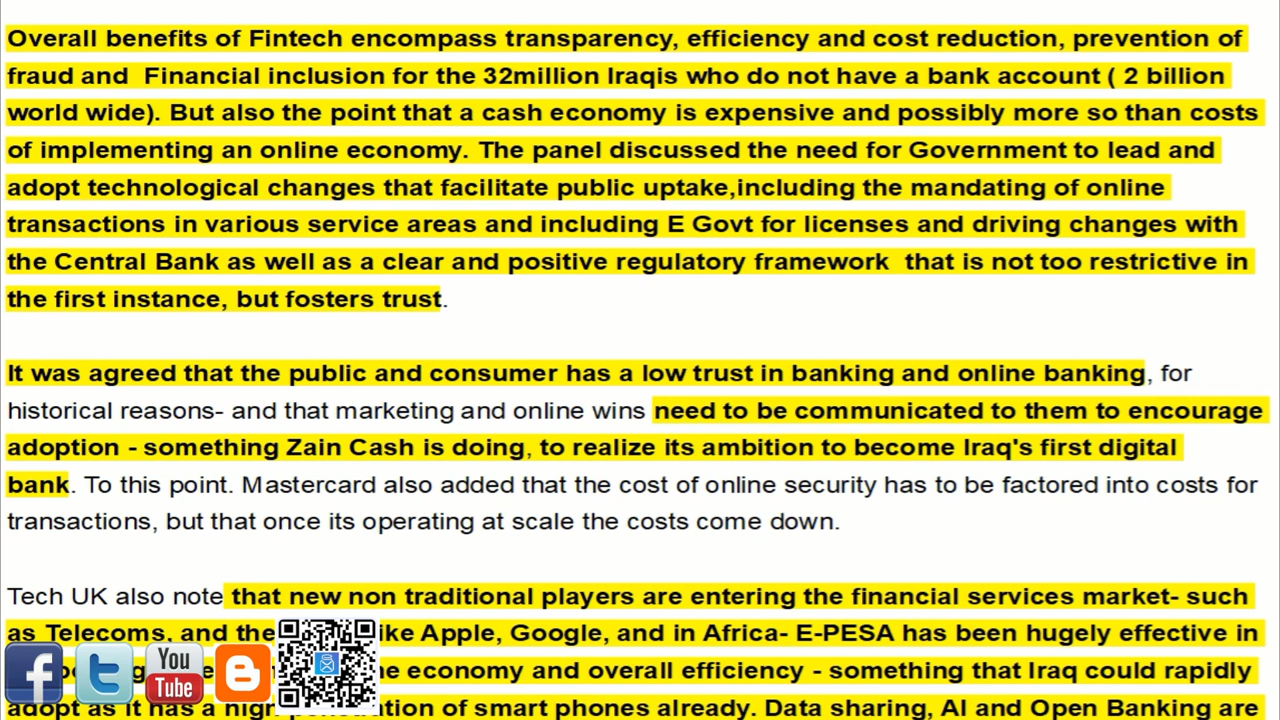 Overall benefits of Fintech encompass transparency, efficiency and cost reduction, prevention of
fraud and  Financial inclusion for the 32million Iraqis who do not have a bank account ( 2 billion
world wide). But also the point that a cash economy is expensive and possibly more so than costs
of implementing an online economy. The panel discussed the need for Government to lead and
adopt technological changes that facilitate public uptake,including the mandating of online
transactions in various service areas and including E Govt for licenses and driving changes with
the Central Bank as well as a clear and positive regulatory framework  that is not too restrictive in
the first instance, but fosters trust.
It was agreed that the public and consumer has a low trust in banking and online banking, for
historical reasons- and that marketing and online wins need to be communicated to them to encourage
adoption - something Zain Cash is doing, to realize its ambition to become Iraq's first digital
bank. To this point. Mastercard also added that the cost of online security has to be factored into costs for
transactions, but that once its operating at scale the costs come down.
Tech UK also note that new non traditional players are entering the financial services market- such
as Telecoms, and the Apple, Google, and in Africa- E-PESA has been hugely effective in
economy and overall efficiency - something that Iraq could rapidly
adopt as it has a of smart phones already. Data sharing, AI and Open Banking are
You
Tube